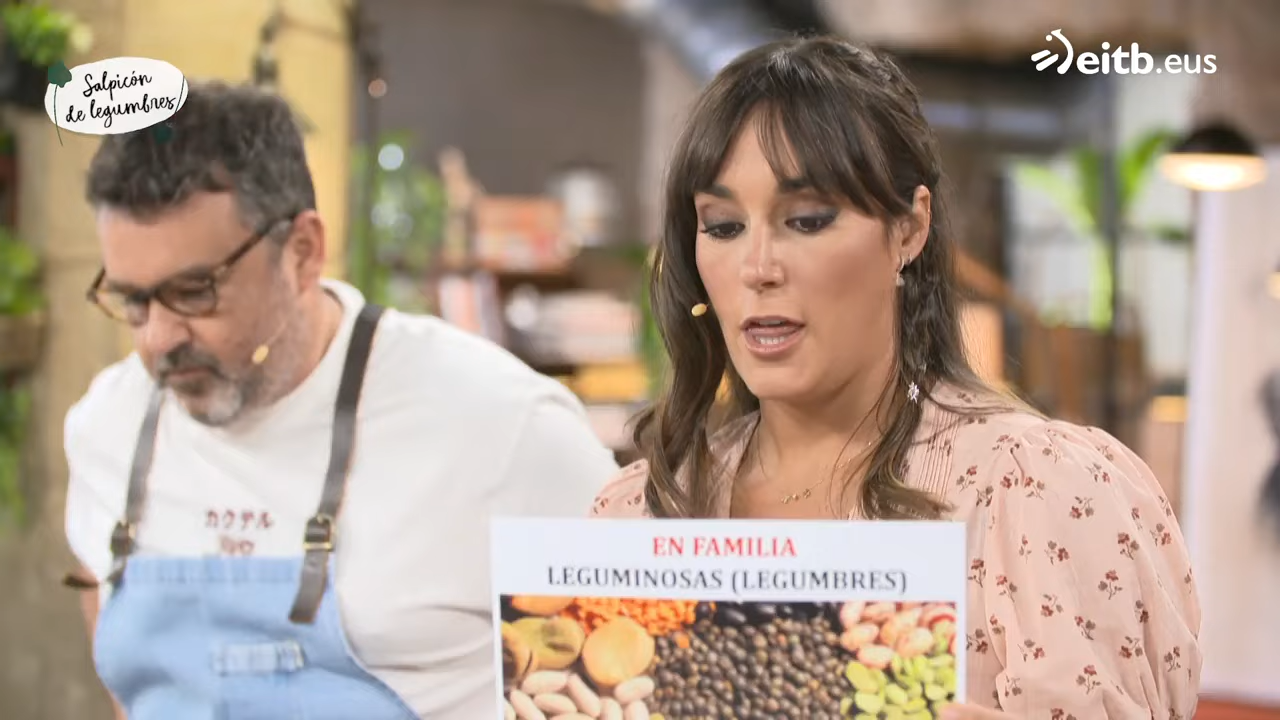 Salpicón
de legumbres
eitb.eus
カクテル
EN FAMILIA
LEGUMINOSAS (LEGUMBRES)